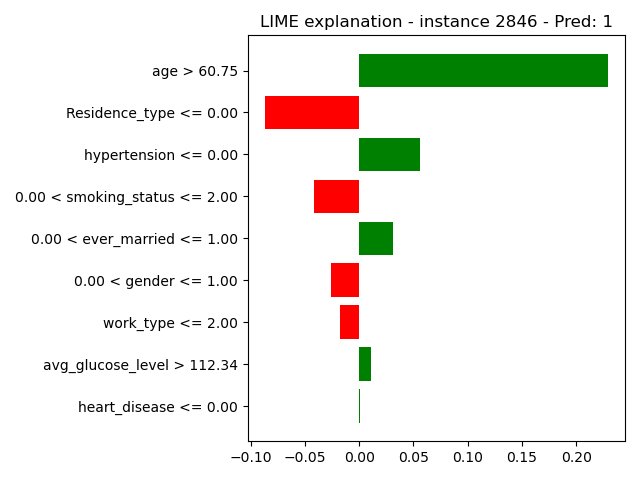 LIME explanation - instance 2846 - Pred: 1
age > 60.75
Residence_type <= 0.00
hypertension <= 0.00
0.00 < smoking_status <= 2.00
0.00 < ever_married <= 1.00
0.00 < gender <= 1.00
work_type <= 2.00
avg_glucose_level > 112.34
heart_disease <= 0.00
−0.10 −0.05 0.00 0.05 0.10 0.15 0.20